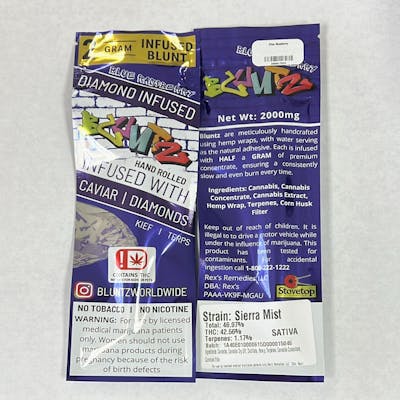 2 GRAM INFUSED BLUNT
BLUE RASPBERRY
DIAMOND INFUSED
BLUNTZ
HAND ROLLED
INFUSED WITH
CAVIAR | DIAMONDS
KIEF | TERPS
CONTAINS THC
BLUNTZWORLDWIDE
NO TOBACCO | NO NICOTINE
WARNING: For use by licensed
medical marijuana patients
only. Women should not use
marijuana products during
pregnancy because of the risk
of birth defects
BLUE RASPBERRY
BLUNTZ
Net Wt: 2000mg
Bluntz are meticulously handcrafted
using hemp wraps, with water serving
as the natural adhesive. Each is infused
with HALF a GRAM of premium
concentrate, ensuring a consistently
slow and even burn every time.
Ingredients: Cannabis, Cannabis
Concentrate, Cannabis Extract,
Hemp Wrap, Terpenes, Corn Husk
Filter
Keep out of reach of children. It is
illegal to to drive a motor vehicle while
under the influence of marijuana. This
product has been tested for
contaminants. For accidental
ingestion call 1-800-222-1222
Rex's Remedies LLC
DBA: Rex's
PAAA-VK9F-MGAU
Stovetop
Strain: Sierra Mist
Total: 46.97%
THC: 42.56%
SATIVA
Terpenes: 1.17%